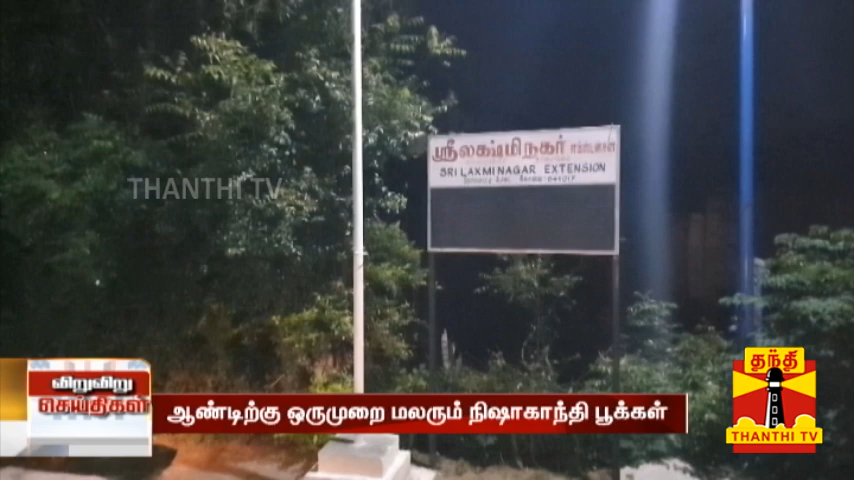 ஸ்ரீலக்ஷ்மிநகர்
SRI LAXMINAGAR EXTENSION
THANTHI TV
விறுவிறு
செய்திகள்
ஆண்டிற்கு ஒருமுறை மலரும் நிஷாகாந்தி பூக்கள்
தந்தி
THANTHI TV